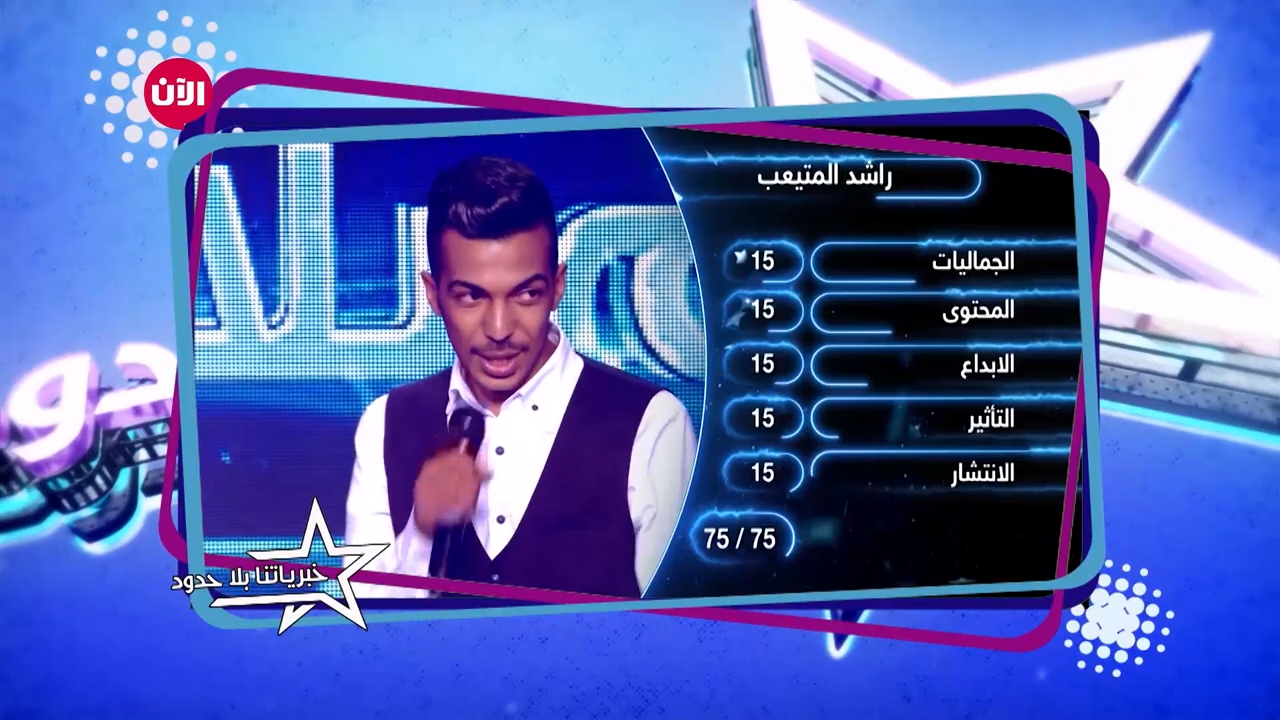 الآن
راشد المتيعب
الجماليات 15
المحتوى 15
الابداع 15
التأثير 15
الانتشار 15
75 / 75
خبرياتنا بلا حدود